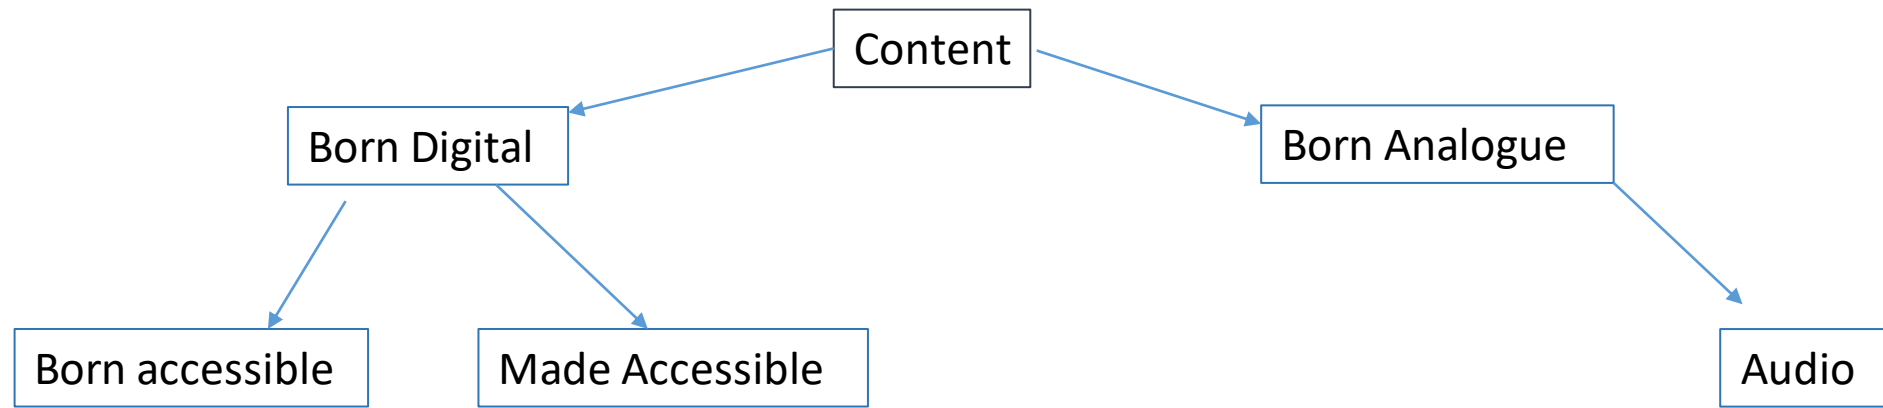 Content
Born Digital
Born Analogue
Born accessible
Made Accessible
Audio